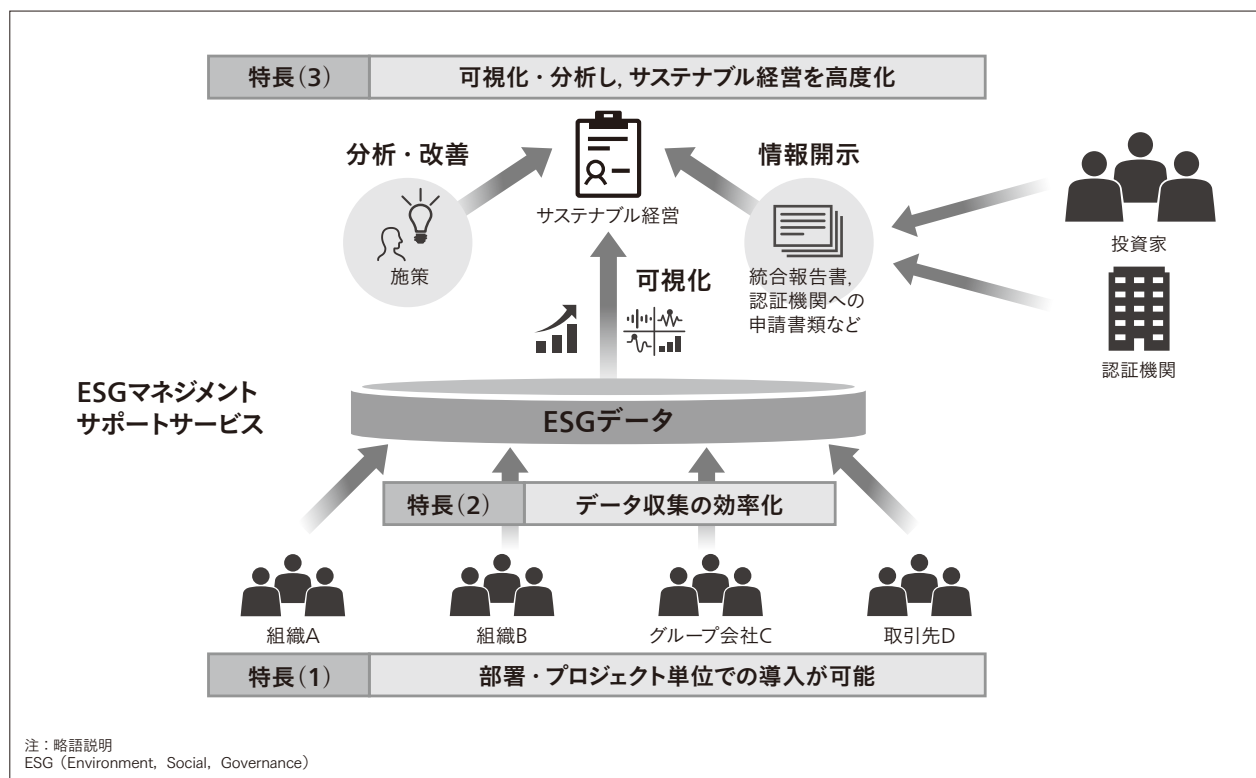 特長(3) 可視化・分析し,サステナブル経営を高度化
分析・改善
情報開示
サステナブル経営
施策
可視化
統合報告書,
認証機関への
申請書類など
投資家
認証機関
ESGマネジメント
サポートサービス
ESGデータ
特長(2) データ収集の効率化
組織A
組織B
グループ会社C
取引先D
特長(1) 部署・プロジェクト単位での導入が可能
注:略語説明
ESG(Environment, Social, Governance)